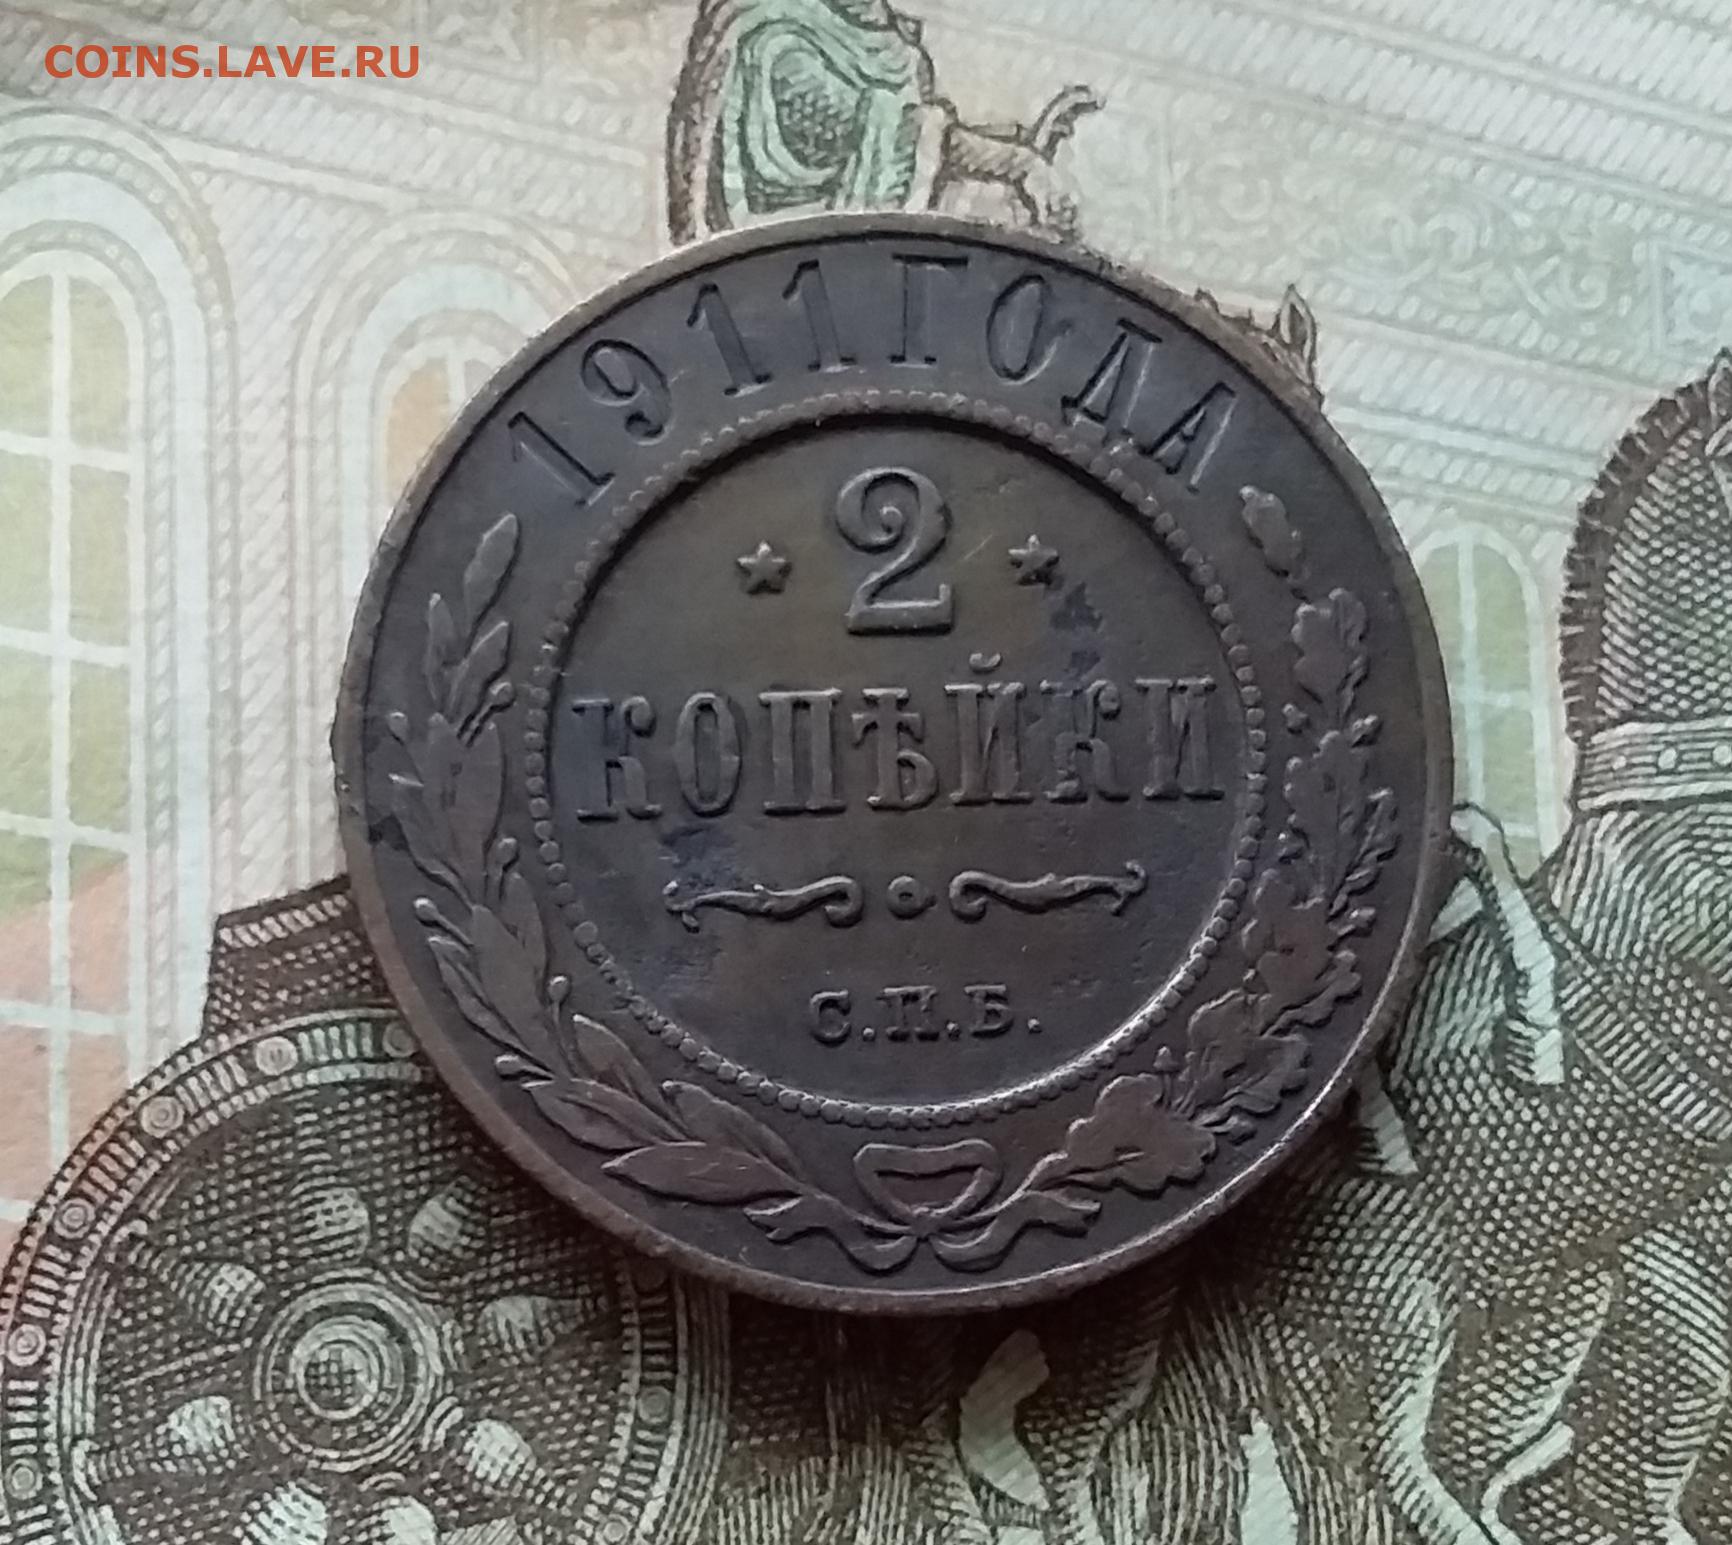 COINS.LAVE.RU
1911 ГОДА
2
КОПѢЙКИ
С.П.Б.